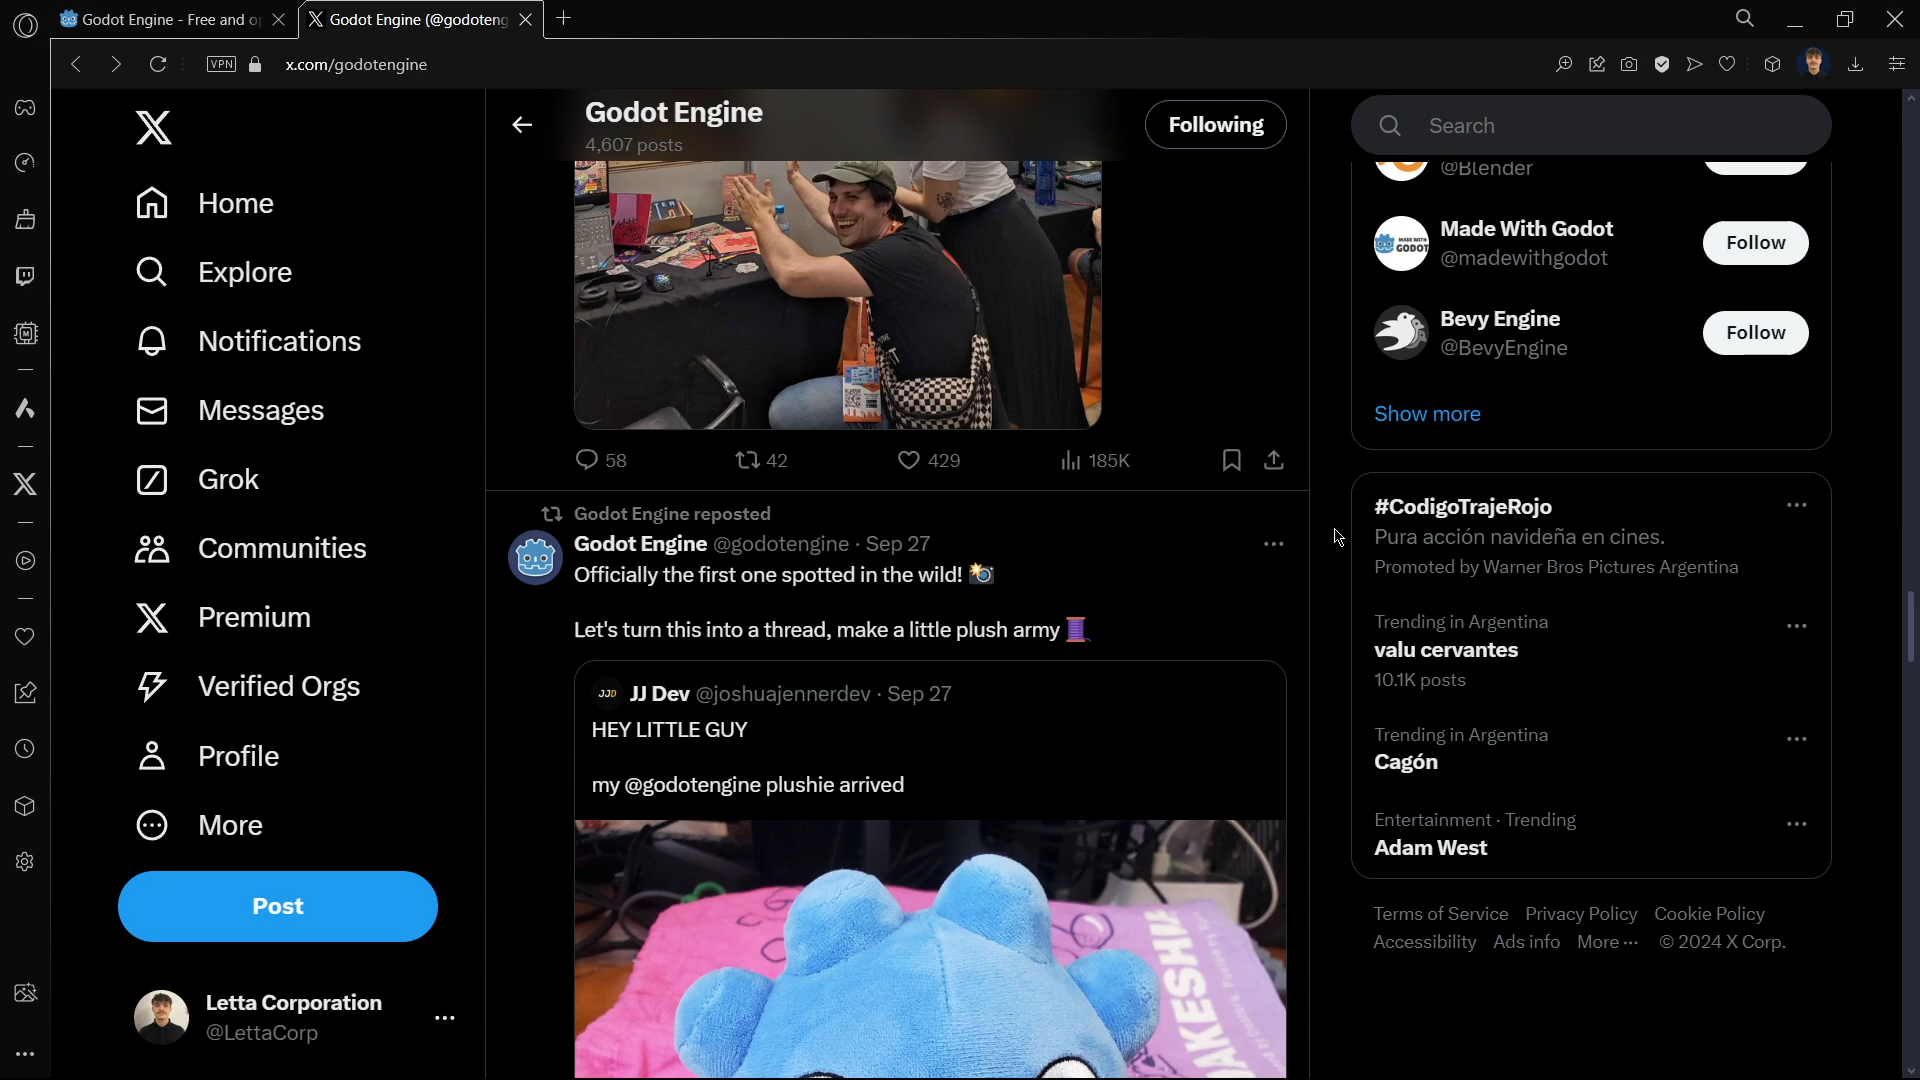 Godot Engine - Free and o
Godot Engine (@godoteng
VPN
x.com/godotengine
Home
Explore
Notifications
Messages
Grok
Communities
Premium
Verified Orgs
Profile
More
Post
Letta Corporation
@LettaCorp
Godot Engine
4,607 posts
Following
58
42
429
185K
Godot Engine reposted
Godot Engine @godotengine · Sep 27
Officially the first one spotted in the wild! 📸
Let's turn this into a thread, make a little plush army 🧵
JJD
JJ Dev @joshuajennerdev · Sep 27
HEY LITTLE GUY
my @godotengine plushie arrived
AKESHIP
Search
@Blender
MADE WITH
GODOT
Made With Godot
@madewithgodot
Follow
Bevy Engine
@BevyEngine
Follow
Show more
#CodigoTrajeRojo
Pura acción navideña en cines.
Promoted by Warner Bros Pictures Argentina
Trending in Argentina
valu cervantes
10.1K posts
Trending in Argentina
Cagón
Entertainment · Trending
Adam West
Terms of Service Privacy Policy Cookie Policy
Accessibility Ads info More ··· © 2024 X Corp.